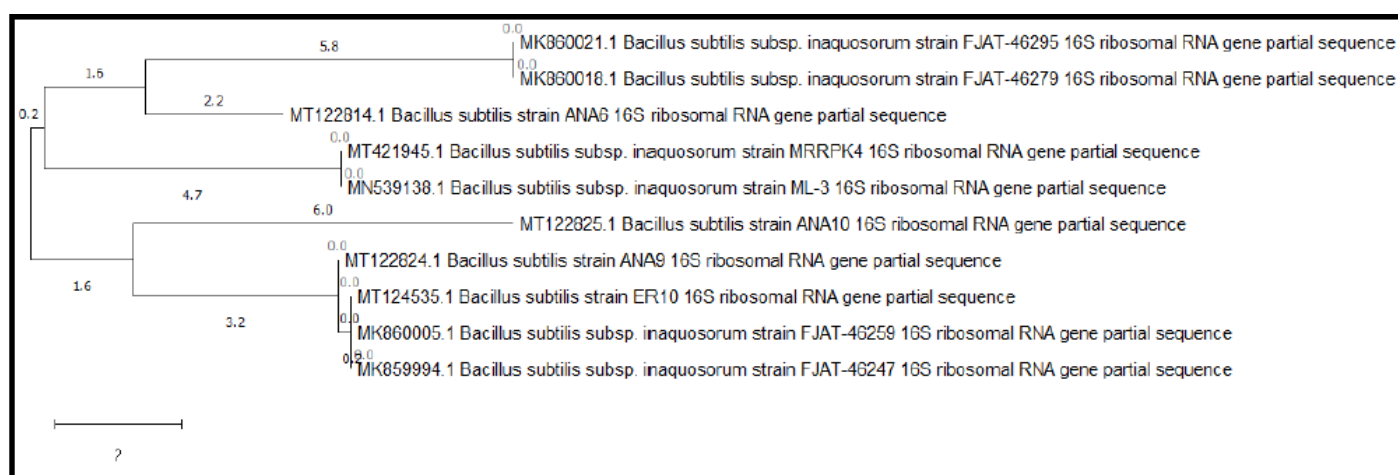 0.0
5.8
MK860021.1 Bacillus subtilis subsp. inaquosorum strain FJAT-46295 16S ribosomal RNA gene partial sequence
0.0
1.5
MK860018.1 Bacillus subtilis subsp. inaquosorum strain FJAT-46279 16S ribosomal RNA gene partial sequence
2.2
0.2
MT122814.1 Bacillus subtilis strain ANA6 16S ribosomal RNA gene partial sequence
0.0
MT421945.1 Bacillus subtilis subsp. inaquosorum strain MRRPK4 16S ribosomal RNA gene partial sequence
0.0
MN539138.1 Bacillus subtilis subsp. inaquosorum strain ML-3 16S ribosomal RNA gene partial sequence
4.7
6.0
MT122825.1 Bacillus subtilis strain ANA10 16S ribosomal RNA gene partial sequence
0.0
MT122824.1 Bacillus subtilis strain ANA9 16S ribosomal RNA gene partial sequence
1.6
0.0
MT124535.1 Bacillus subtilis strain ER10 16S ribosomal RNA gene partial sequence
3.2
0.0
MK860005.1 Bacillus subtilis subsp. inaquosorum strain FJAT-46259 16S ribosomal RNA gene partial sequence
0.2
0.0
MK859994.1 Bacillus subtilis subsp. inaquosorum strain FJAT-46247 16S ribosomal RNA gene partial sequence
2